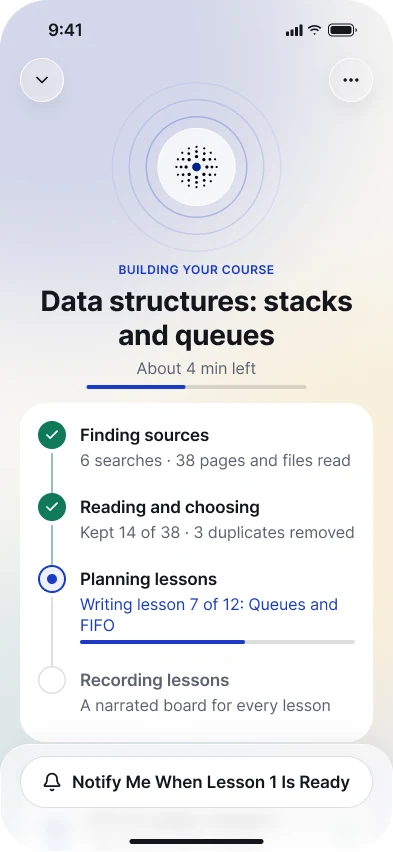 9:41
BUILDING YOUR COURSE
Data structures: stacks
and queues
About 4 min left
Finding sources
6 searches · 38 pages and files read
Reading and choosing
Kept 14 of 38 · 3 duplicates removed
Planning lessons
Writing lesson 7 of 12: Queues and
FIFO
Recording lessons
A narrated board for every lesson
Notify Me When Lesson 1 Is Ready